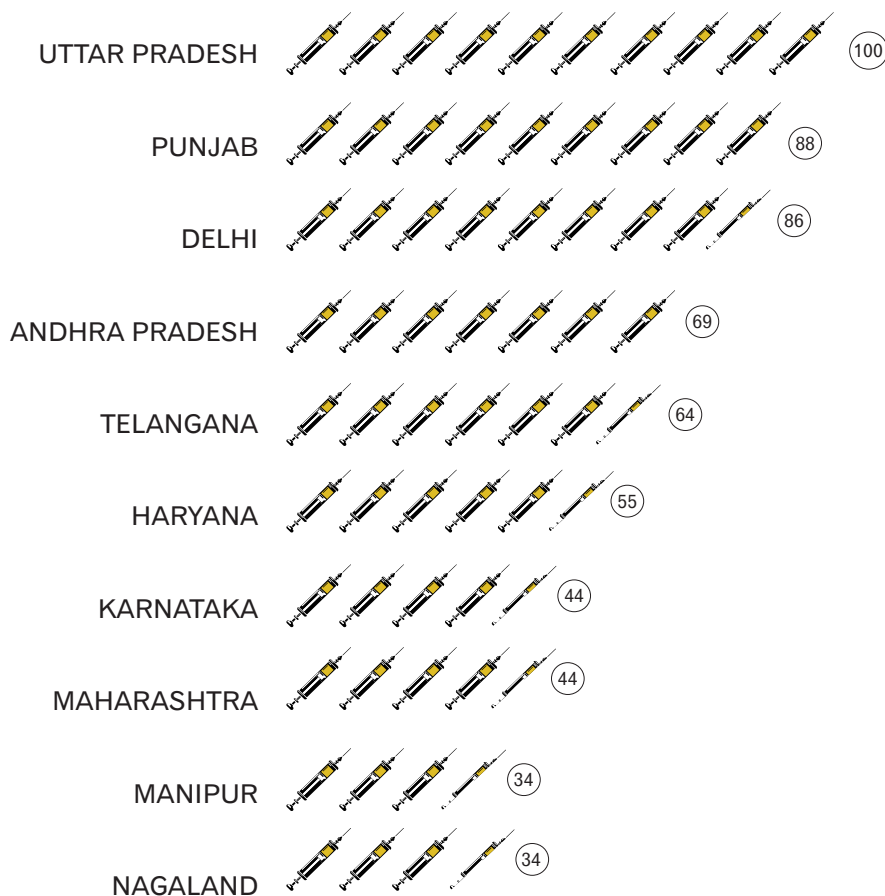 UTTAR PRADESH 100
PUNJAB 88
DELHI 86
ANDHRA PRADESH 69
TELANGANA 64
HARYANA 55
KARNATAKA 44
MAHARASHTRA 44
MANIPUR 34
NAGALAND 34